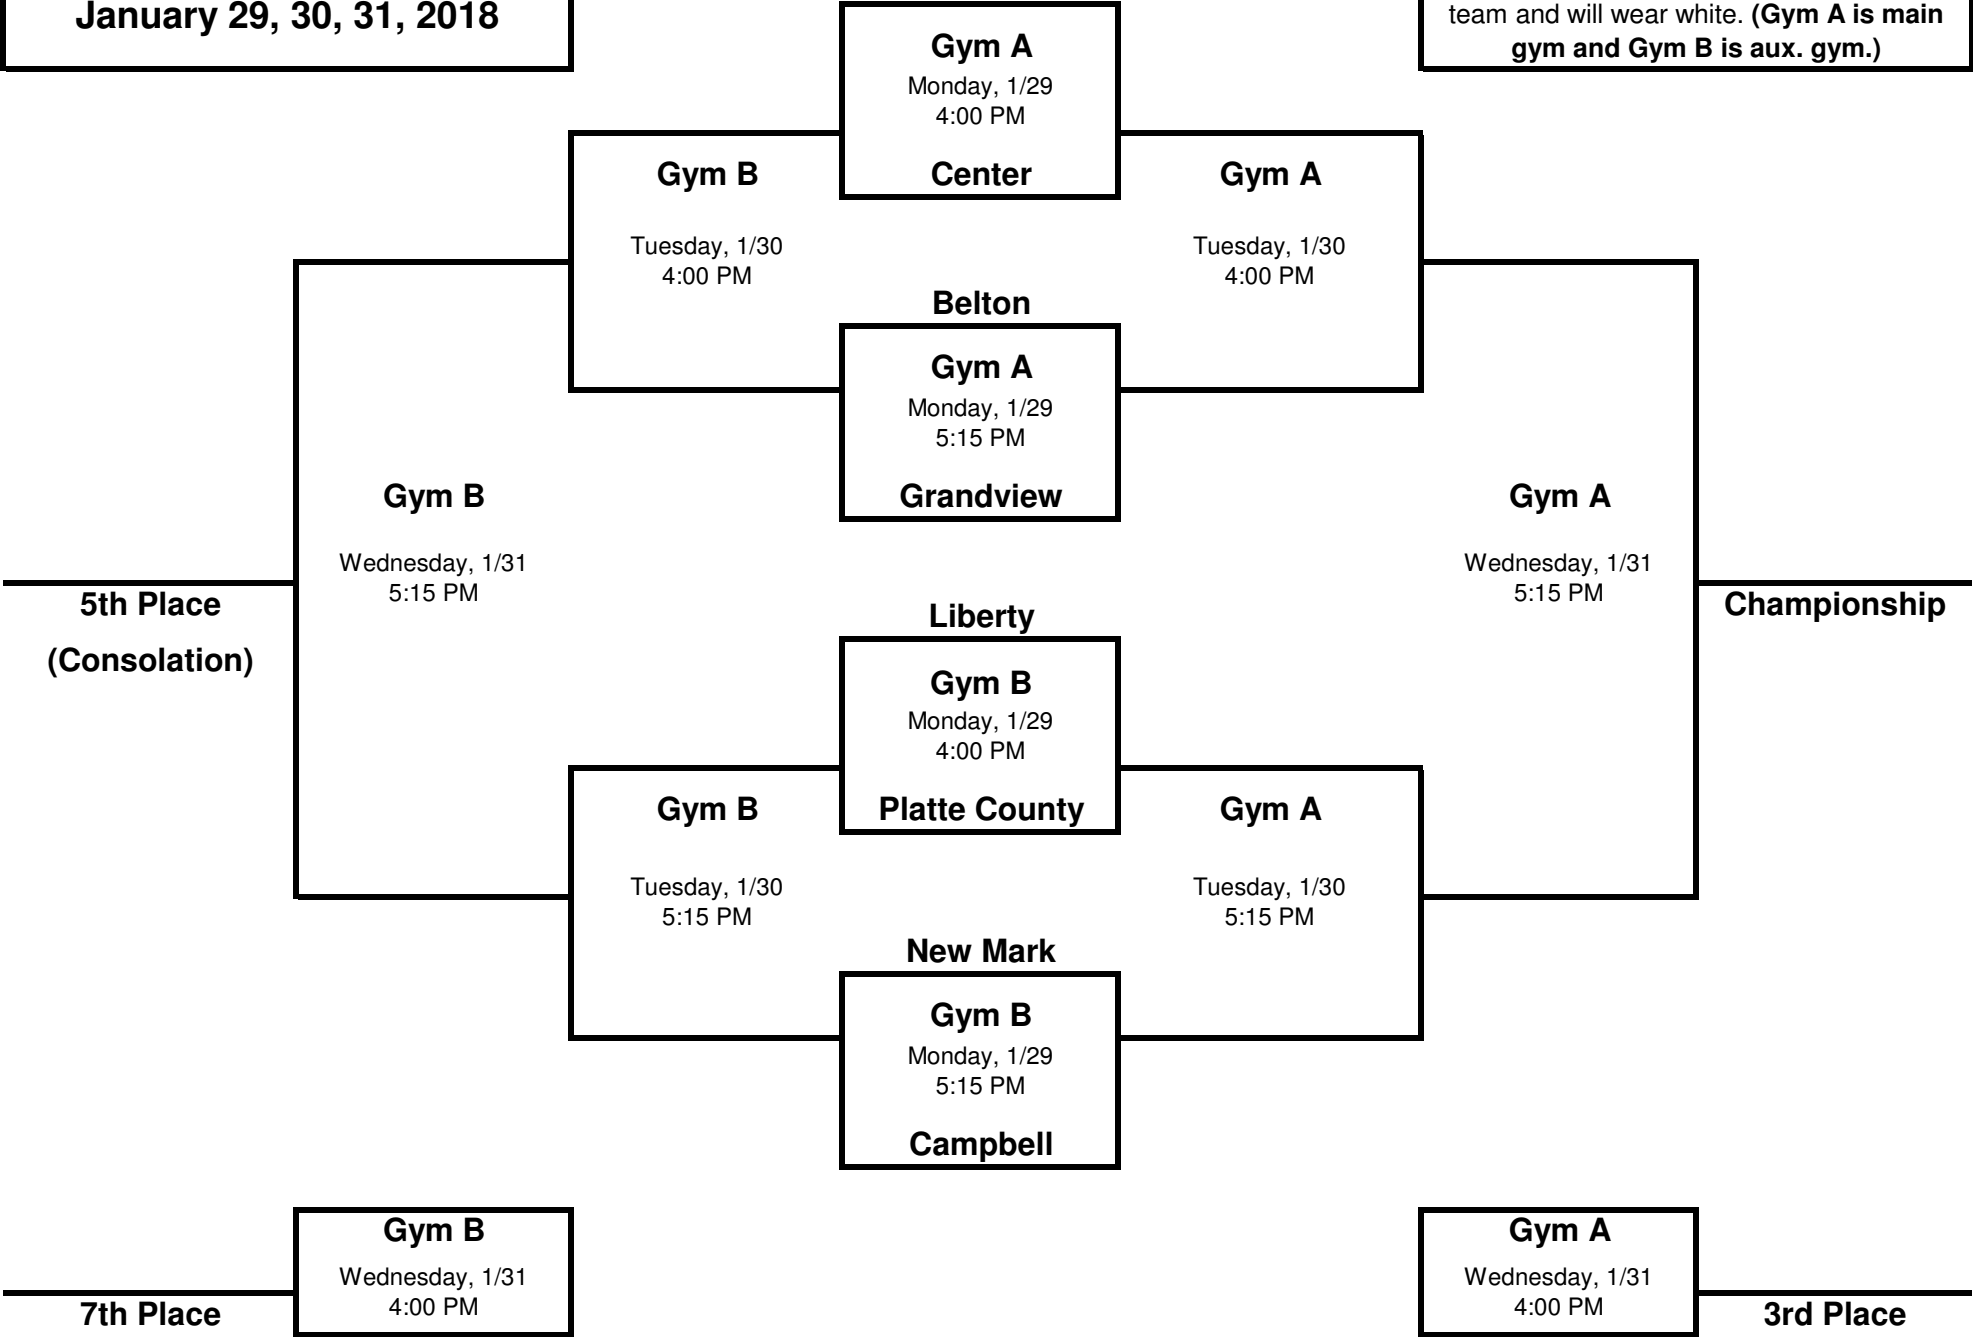 January 29, 30, 31, 2018
team and will wear white. (Gym A is main
gym and Gym B is aux. gym.)
Gym A
Monday, 1/29
4:00 PM
Center
Gym B
Tuesday, 1/30
4:00 PM
Gym A
Tuesday, 1/30
4:00 PM
Belton
Gym A
Monday, 1/29
5:15 PM
Grandview
Gym B
Wednesday, 1/31
5:15 PM
Gym A
Wednesday, 1/31
5:15 PM
5th Place
(Consolation)
Championship
Liberty
Gym B
Monday, 1/29
4:00 PM
Platte County
Gym B
Tuesday, 1/30
5:15 PM
Gym A
Tuesday, 1/30
5:15 PM
New Mark
Gym B
Monday, 1/29
5:15 PM
Campbell
Gym B
Wednesday, 1/31
4:00 PM
7th Place
Gym A
Wednesday, 1/31
4:00 PM
3rd Place